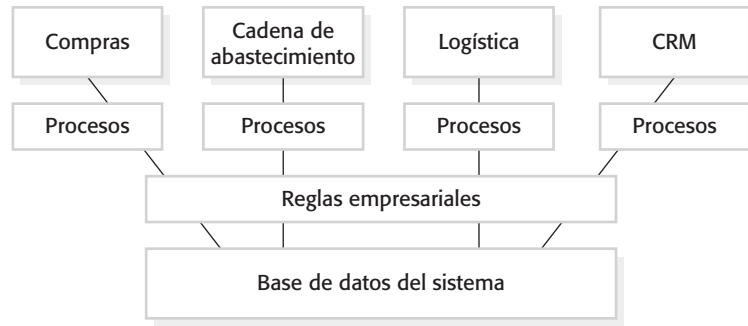 Compras
Cadena de
abastecimiento
Logística
CRM
Procesos
Procesos
Procesos
Procesos
Reglas empresariales
Base de datos del sistema